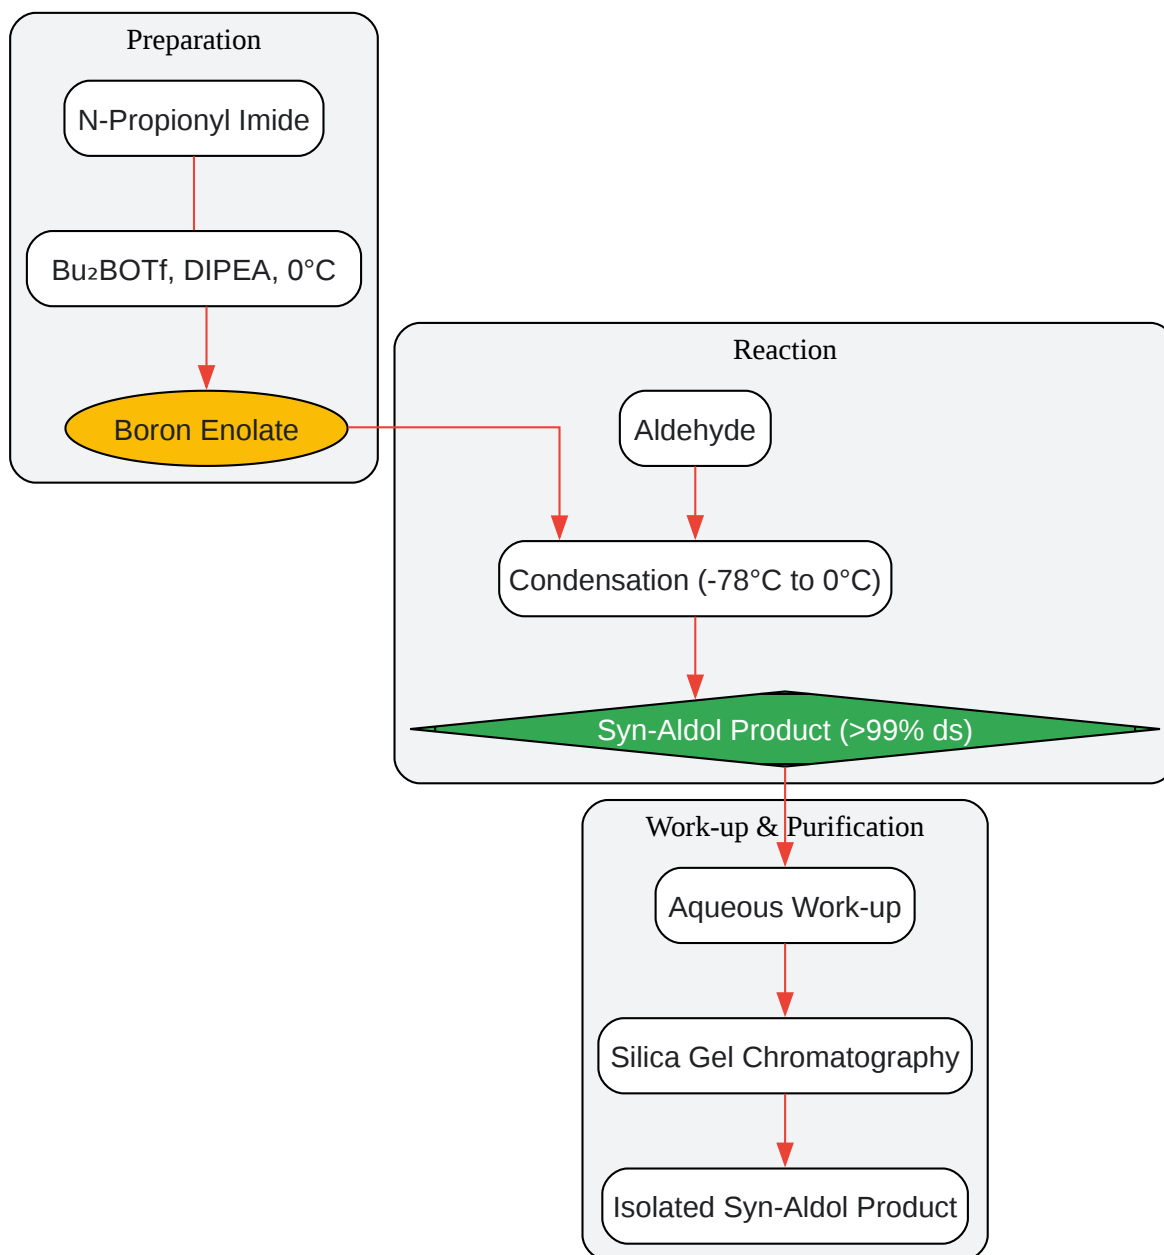 Preparation
N-Propionyl Imide
Bu₂BOTf, DIPEA, 0°C
Boron Enolate
Reaction
Aldehyde
Condensation (-78°C to 0°C)
Syn-Aldol Product (>99% ds)
Work-up & Purification
Aqueous Work-up
Silica Gel Chromatography
Isolated Syn-Aldol Product